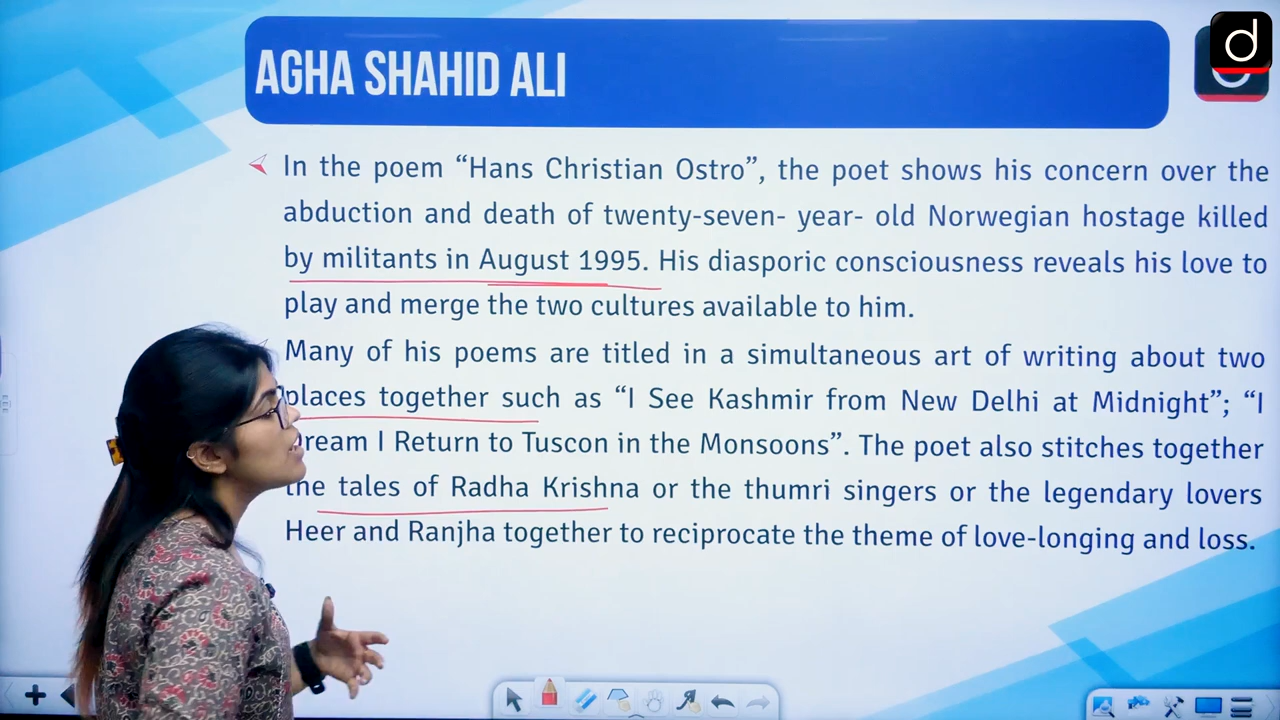 AGHA SHAHID ALI
d
In the poem “Hans Christian Ostro”, the poet shows his concern over the
abduction and death of twenty-seven- year- old Norwegian hostage killed
by militants in August 1995. His diasporic consciousness reveals his love to
play and merge the two cultures available to him.
Many of his poems are titled in a simultaneous art of writing about two
places together such as “I See Kashmir from New Delhi at Midnight”; “I
Dream I Return to Tuscon in the Monsoons”. The poet also stitches together
the tales of Radha Krishna or the thumri singers or the legendary lovers
Heer and Ranjha together to reciprocate the theme of love-longing and loss.